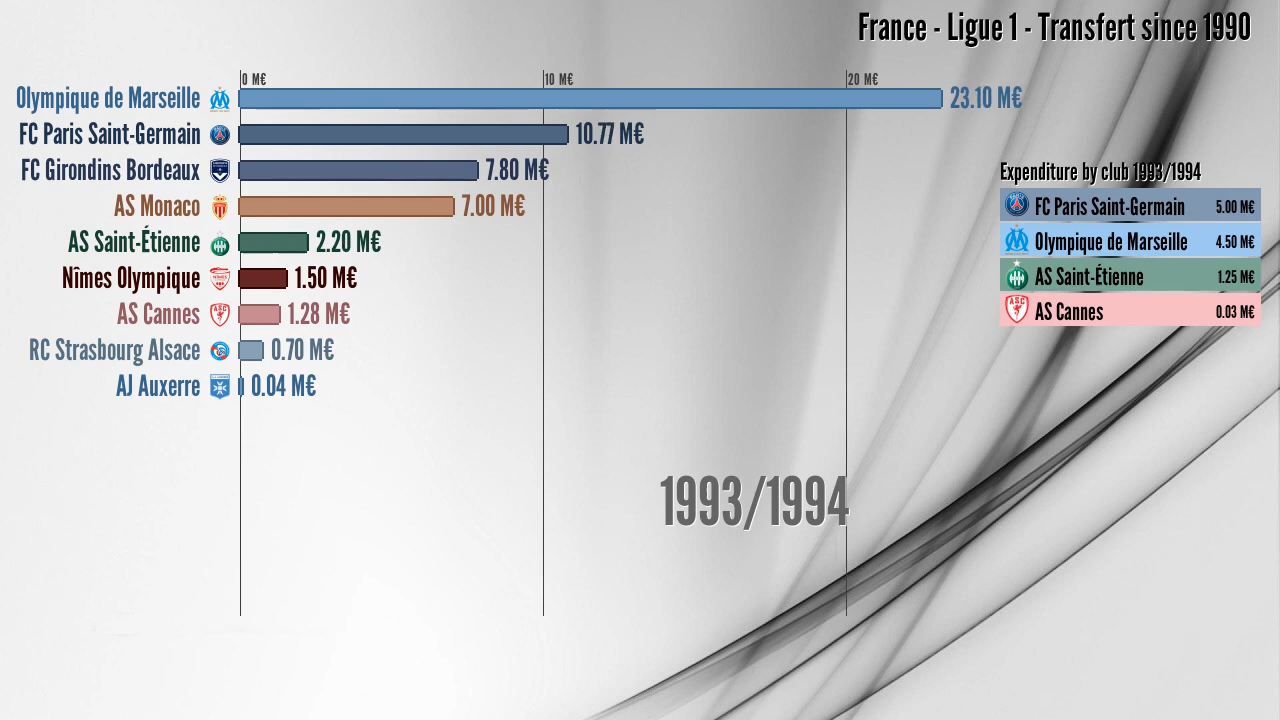 France - Ligue 1 - Transfert since 1990
0 M€ 10 M€ 20 M€
Olympique de Marseille 23.10 M€
FC Paris Saint-Germain 10.77 M€
FC Girondins Bordeaux 7.80 M€
AS Monaco 7.00 M€
AS Saint-Étienne 2.20 M€
Nîmes Olympique 1.50 M€
AS Cannes 1.28 M€
RC Strasbourg Alsace 0.70 M€
AJ Auxerre 0.04 M€
Expenditure by club 1993/1994
FC Paris Saint-Germain 5.00 M€
Olympique de Marseille 4.50 M€
AS Saint-Étienne 1.25 M€
ASC
AS Cannes 0.03 M€
1993/1994